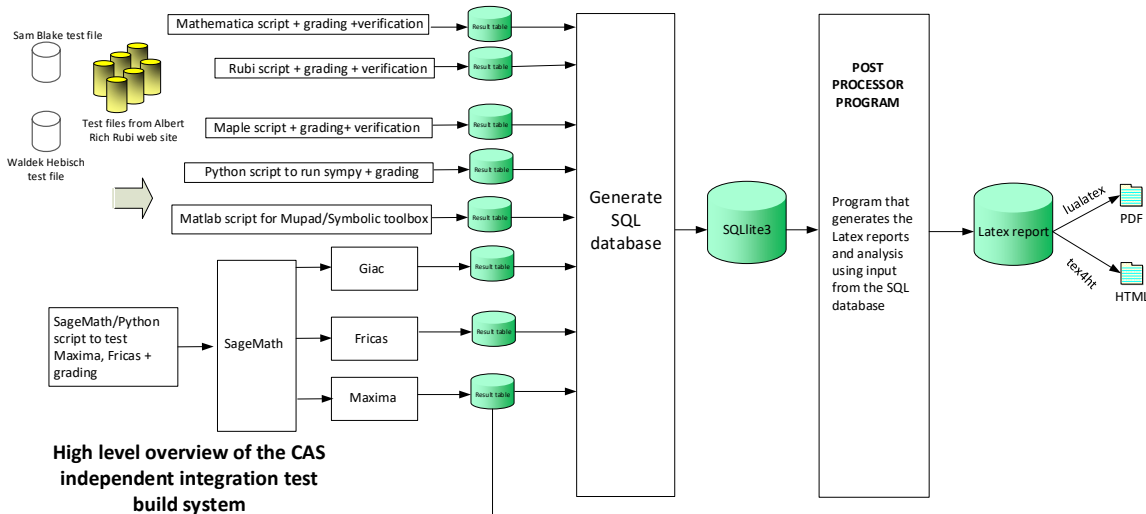 Sam Blake test file
Test files from Albert
Rich Rubi web site
Waldek Hebisch
test file
Mathematica script + grading +verification
Result table
Rubi script + grading + verification
Result table
Maple script + grading+ verification
Result table
Python script to run sympy + grading
Result table
Matlab script for Mupad/Symbolic toolbox
Result table
SageMath/Python
script to test
Maxima, Fricas +
grading
SageMath
Giac
Result table
Fricas
Result table
Maxima
Result table
High level overview of the CAS
independent integration test
build system
Generate
SQL
database
SQLlite3
POST
PROCESSOR
PROGRAM
Program that
generates the
Latex reports
and analysis
using input
from the SQL
database
Latex report
lualatex
PDF
tex4ht
HTML